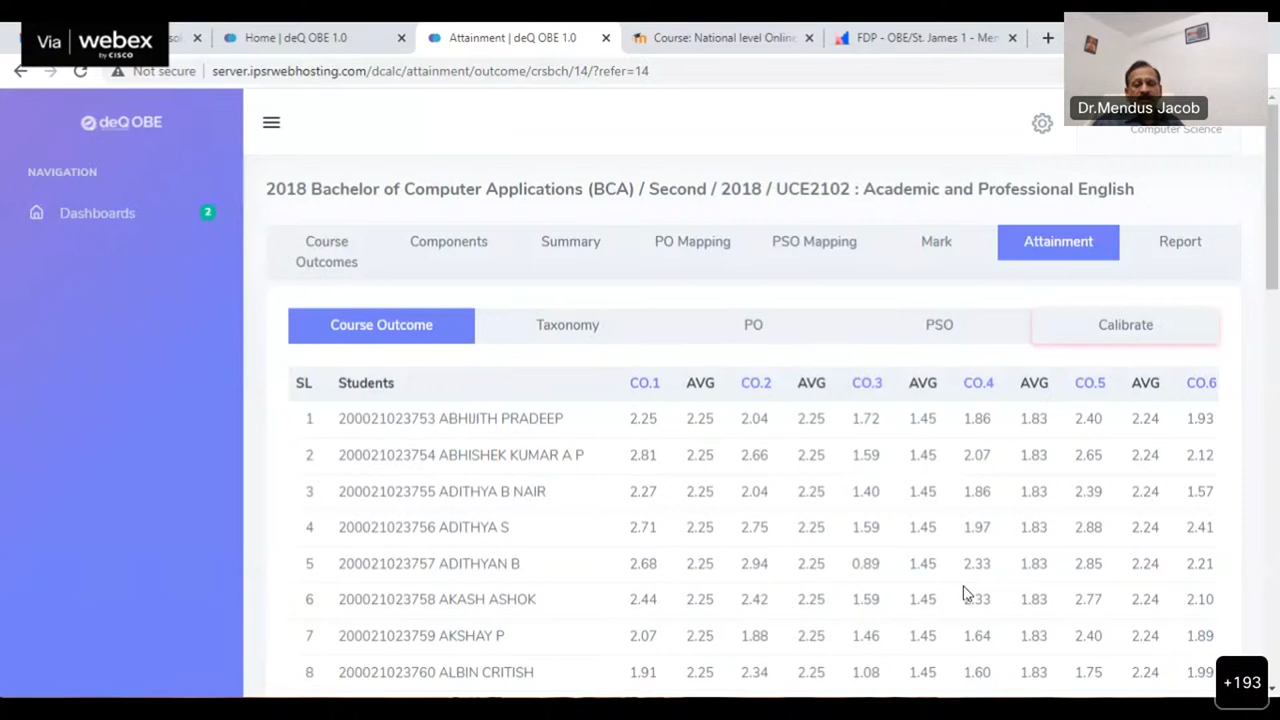 Via webex
by CISCO
Home | deQ OBE 1.0
Attainment | deQ OBE 1.0
Course: National level Online
FDP - OBE/St. James 1 - Mer
Not secure
server.ipsrwebhosting.com/dcalc/attainment/outcome/crsbch/14/?refer=14
Dr.Mendus Jacob
Computer Science
deQ OBE
NAVIGATION
Dashboards 2
2018 Bachelor of Computer Applications (BCA) / Second / 2018 / UCE2102 : Academic and Professional English
Course Outcomes Components Summary PO Mapping PSO Mapping Mark Attainment Report
Course Outcome Taxonomy PO PSO Calibrate
SL Students CO.1 AVG CO.2 AVG CO.3 AVG CO.4 AVG CO.5 AVG CO.6
1 200021023753 ABHIJITH PRADEEP 2.25 2.25 2.04 2.25 1.72 1.45 1.86 1.83 2.40 2.24 1.93
2 200021023754 ABHISHEK KUMAR A P 2.81 2.25 2.66 2.25 1.59 1.45 2.07 1.83 2.65 2.24 2.12
3 200021023755 ADITHYA B NAIR 2.27 2.25 2.04 2.25 1.40 1.45 1.86 1.83 2.39 2.24 1.57
4 200021023756 ADITHYA S 2.71 2.25 2.75 2.25 1.59 1.45 1.97 1.83 2.88 2.24 2.41
5 200021023757 ADITHYAN B 2.68 2.25 2.94 2.25 0.89 1.45 2.33 1.83 2.85 2.24 2.21
6 200021023758 AKASH ASHOK 2.44 2.25 2.42 2.25 1.59 1.45 1.83 2.77 2.24 2.10
7 200021023759 AKSHAY P 2.07 2.25 1.88 2.25 1.46 1.45 1.64 1.83 2.40 2.24 1.89
8 200021023760 ALBIN CRITISH 1.91 2.25 2.34 2.25 1.08 1.45 1.60 1.83 1.75 2.24 1.99
+193